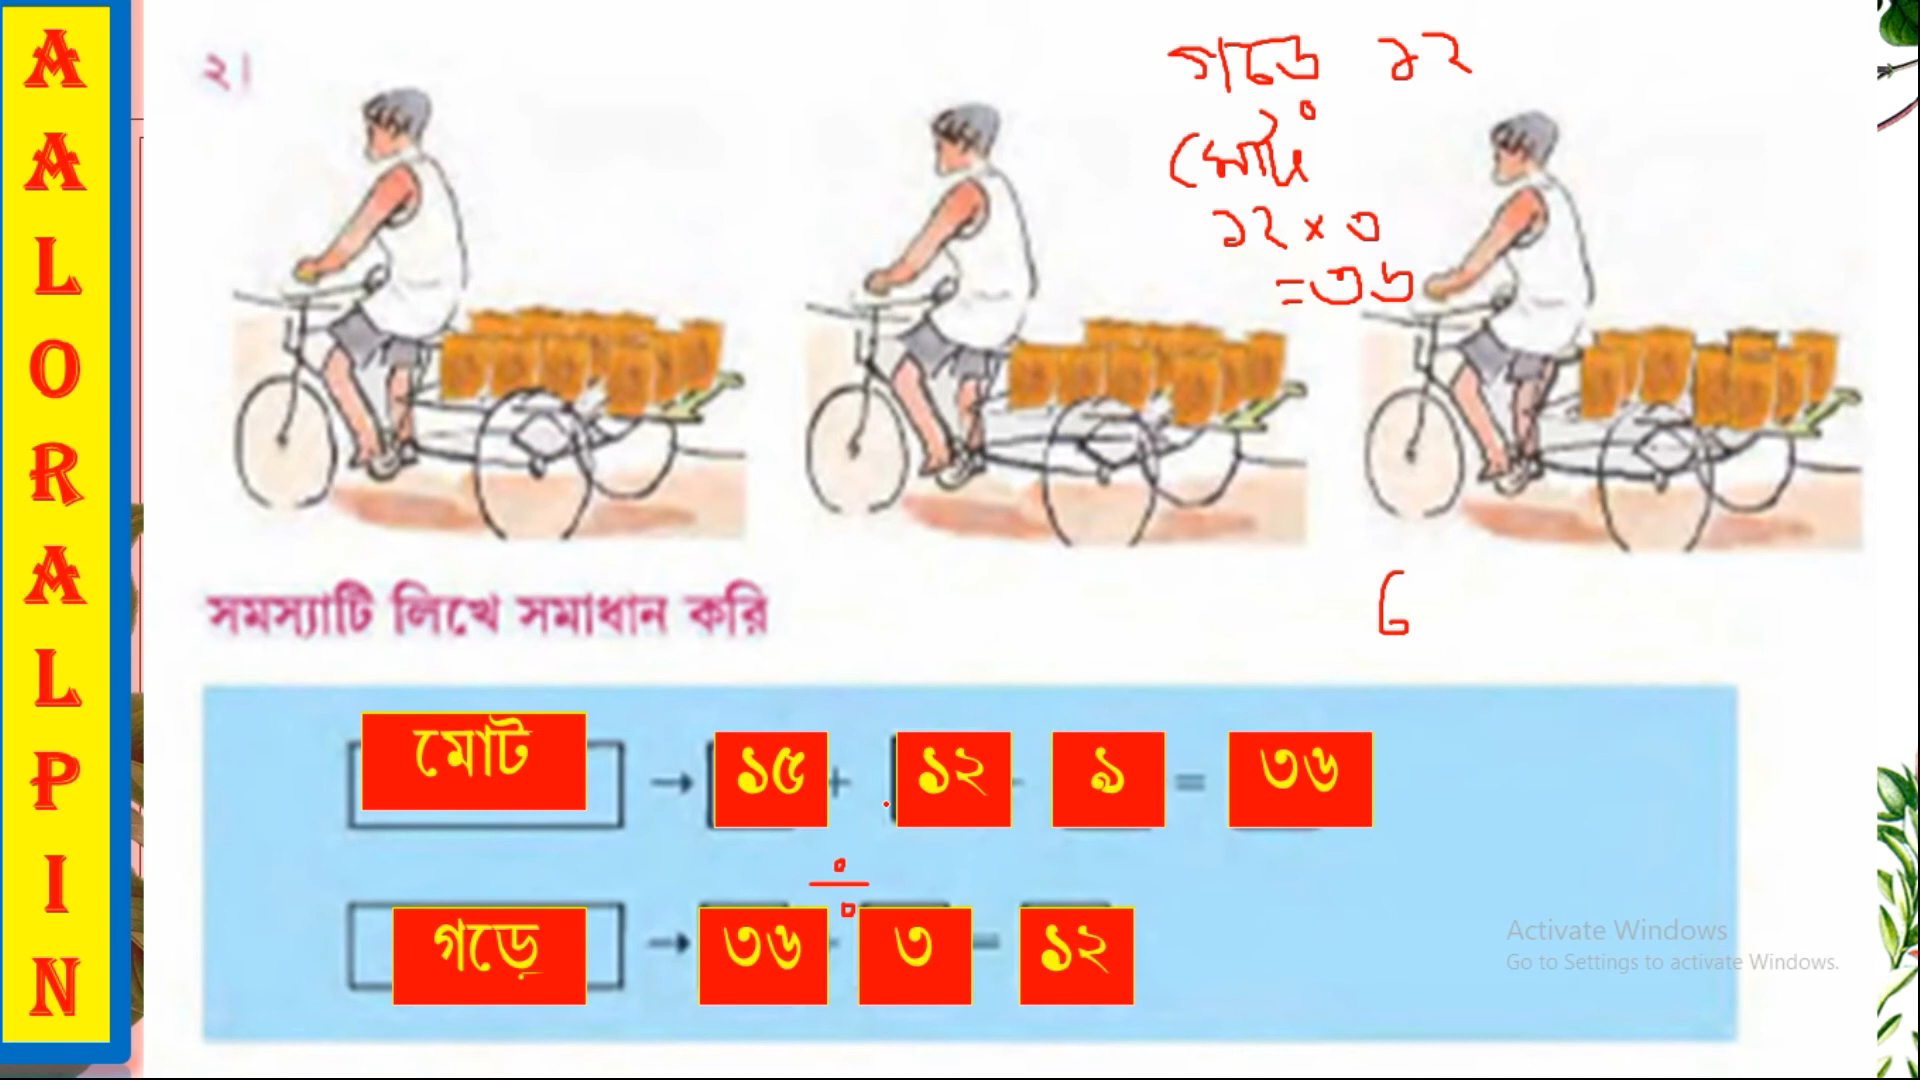 AALORALPIN
২।
গড়ে ১২
মোট
১২ × ৩
= ৩৬
সমস্যাটি লিখে সমাধান করি
মোট → ১৫ + ১২ ৯ = ৩৬
গড়ে → ৩৬ ÷ ৩ = ১২
Activate Windows
Go to Settings to activate Windows.